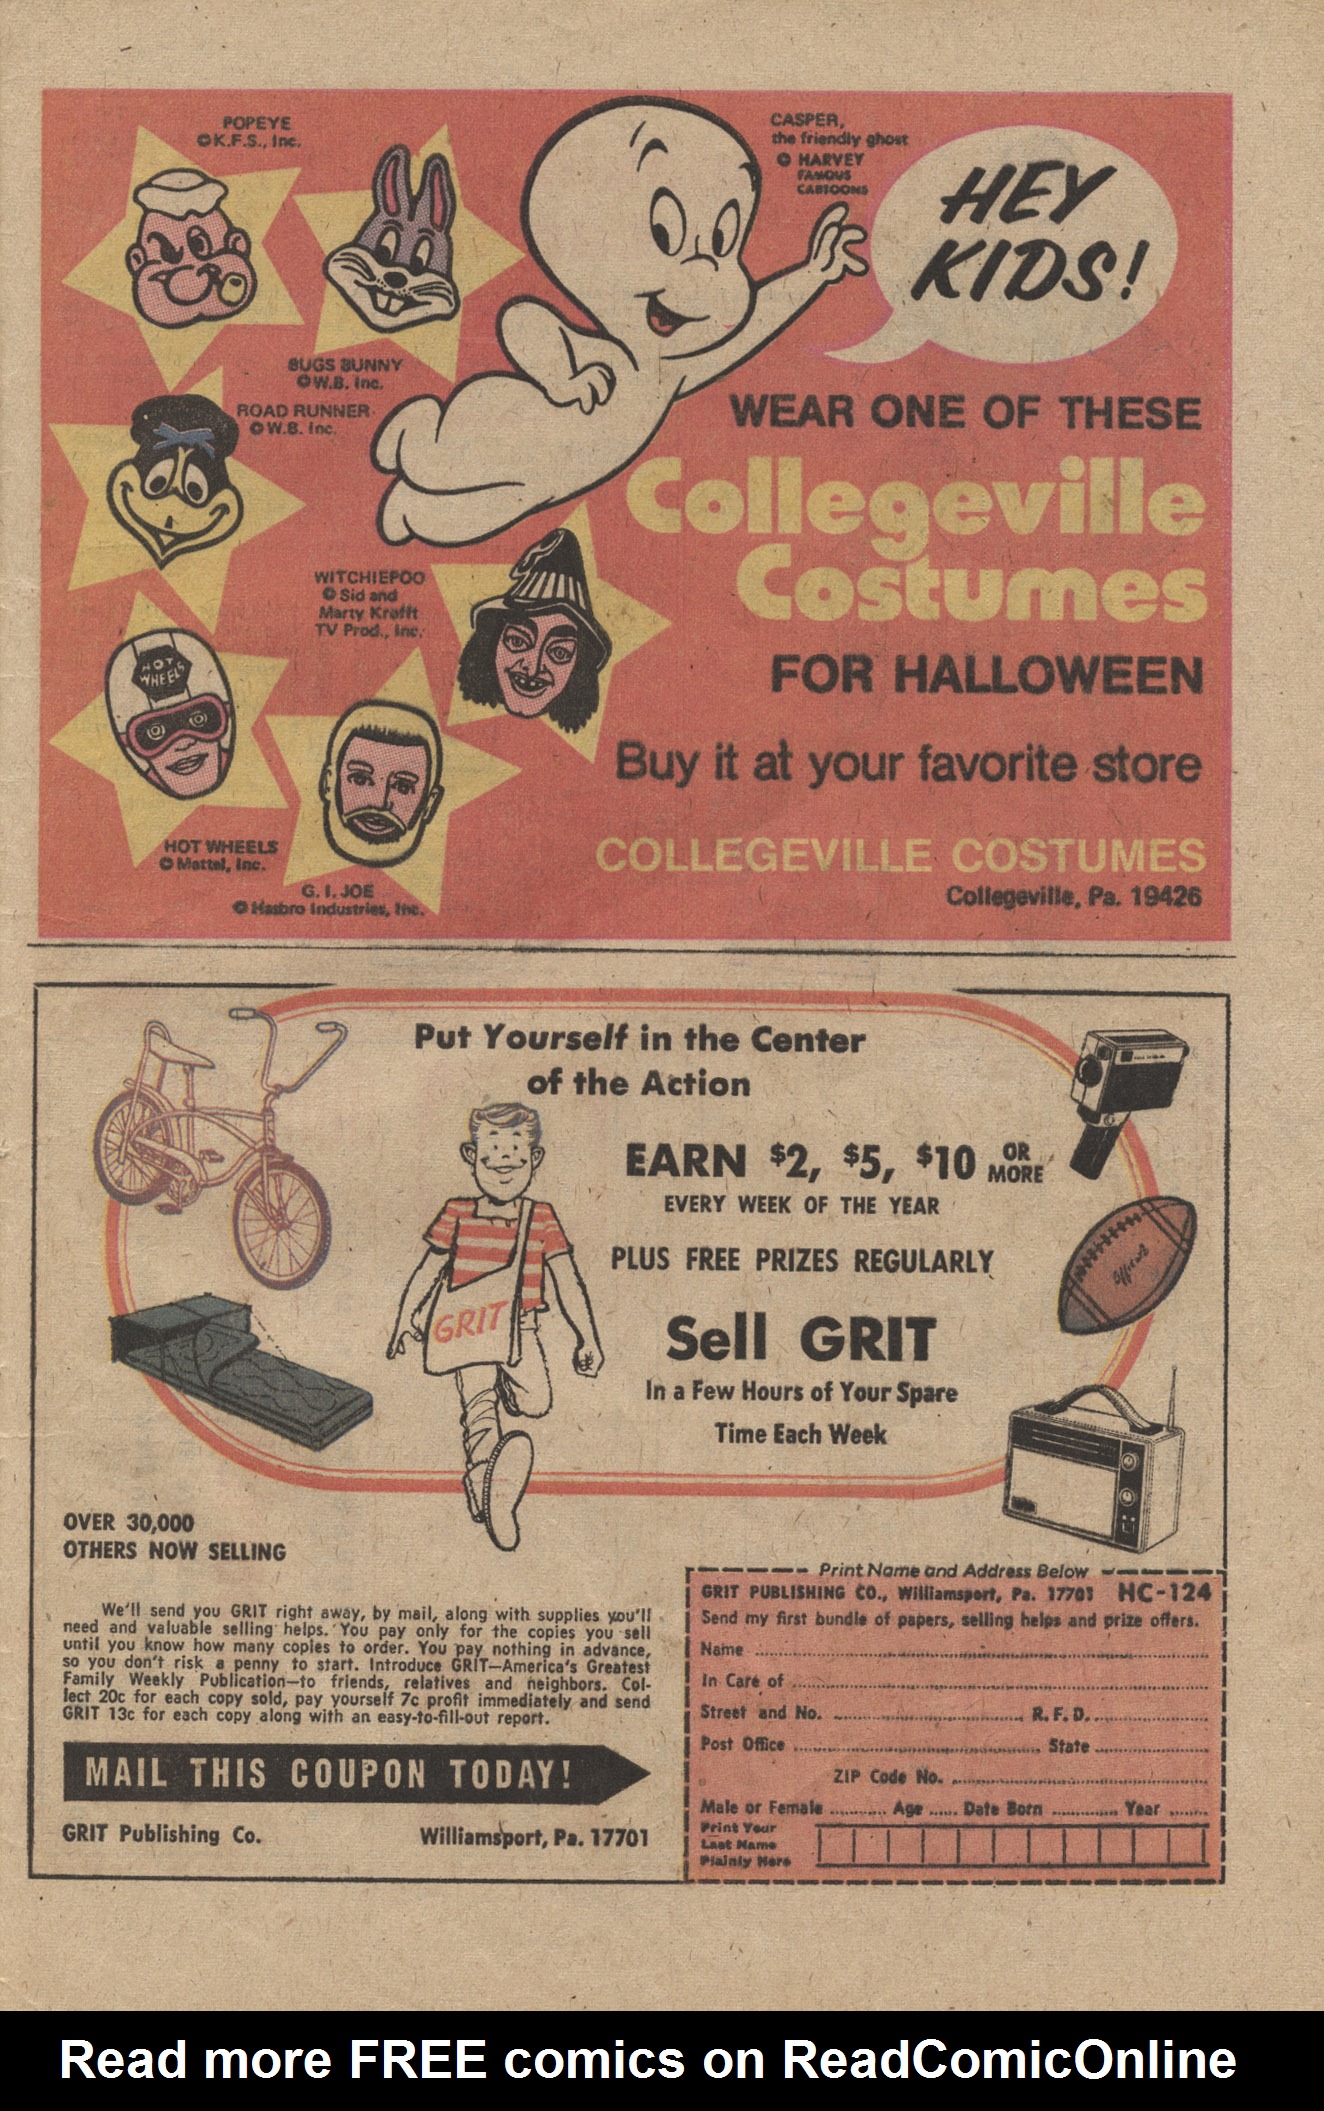 POPEYE
© K.F.S., Inc.
CASPER,
the friendly ghost
© HARVEY
FAMOUS
CARTOONS
HEY
KIDS!
BUGS BUNNY
© W.B. Inc.
ROAD RUNNER
© W.B. Inc.
WEAR ONE OF THESE
Collegeville
Costumes
WITCHIEPOO
© Sid and
Marty Krofft
TV Prod., Inc.
HOT
WHEELS
FOR HALLOWEEN
Buy it at your favorite store
HOT WHEELS
© Mattel, Inc.
G. I. JOE
© Hasbro Industries, Inc.
COLLEGEVILLE COSTUMES
Collegeville, Pa. 19426
Put Yourself in the Center
of the Action
EARN $2, $5, $10 OR MORE
EVERY WEEK OF THE YEAR
PLUS FREE PRIZES REGULARLY
GRIT
Sell GRIT
In a Few Hours of Your Spare
Time Each Week
OVER 30,000
OTHERS NOW SELLING
We'll send you GRIT right away, by mail, along with supplies you'll
need and valuable selling helps. You pay only for the copies you sell
until you know how many copies to order. You pay nothing in advance,
so you don't risk a penny to start. Introduce GRIT—America's Greatest
Family Weekly Publication—to friends, relatives and neighbors. Col-
lect 20c for each copy sold, pay yourself 7c profit immediately and send
GRIT 13c for each copy along with an easy-to-fill-out report.
MAIL THIS COUPON TODAY!
GRIT Publishing Co. Williamsport, Pa. 17701
Print Name and Address Below
GRIT PUBLISHING CO., Williamsport, Pa. 17701 HC-124
Send my first bundle of papers, selling helps and prize offers.
Name
In Care of
Street and No. R. F. D.
Post Office State
ZIP Code No.
Male or Female Age Date Born Year
Print Your
Last Name
Plainly Here
Read more FREE comics on ReadComicOnline